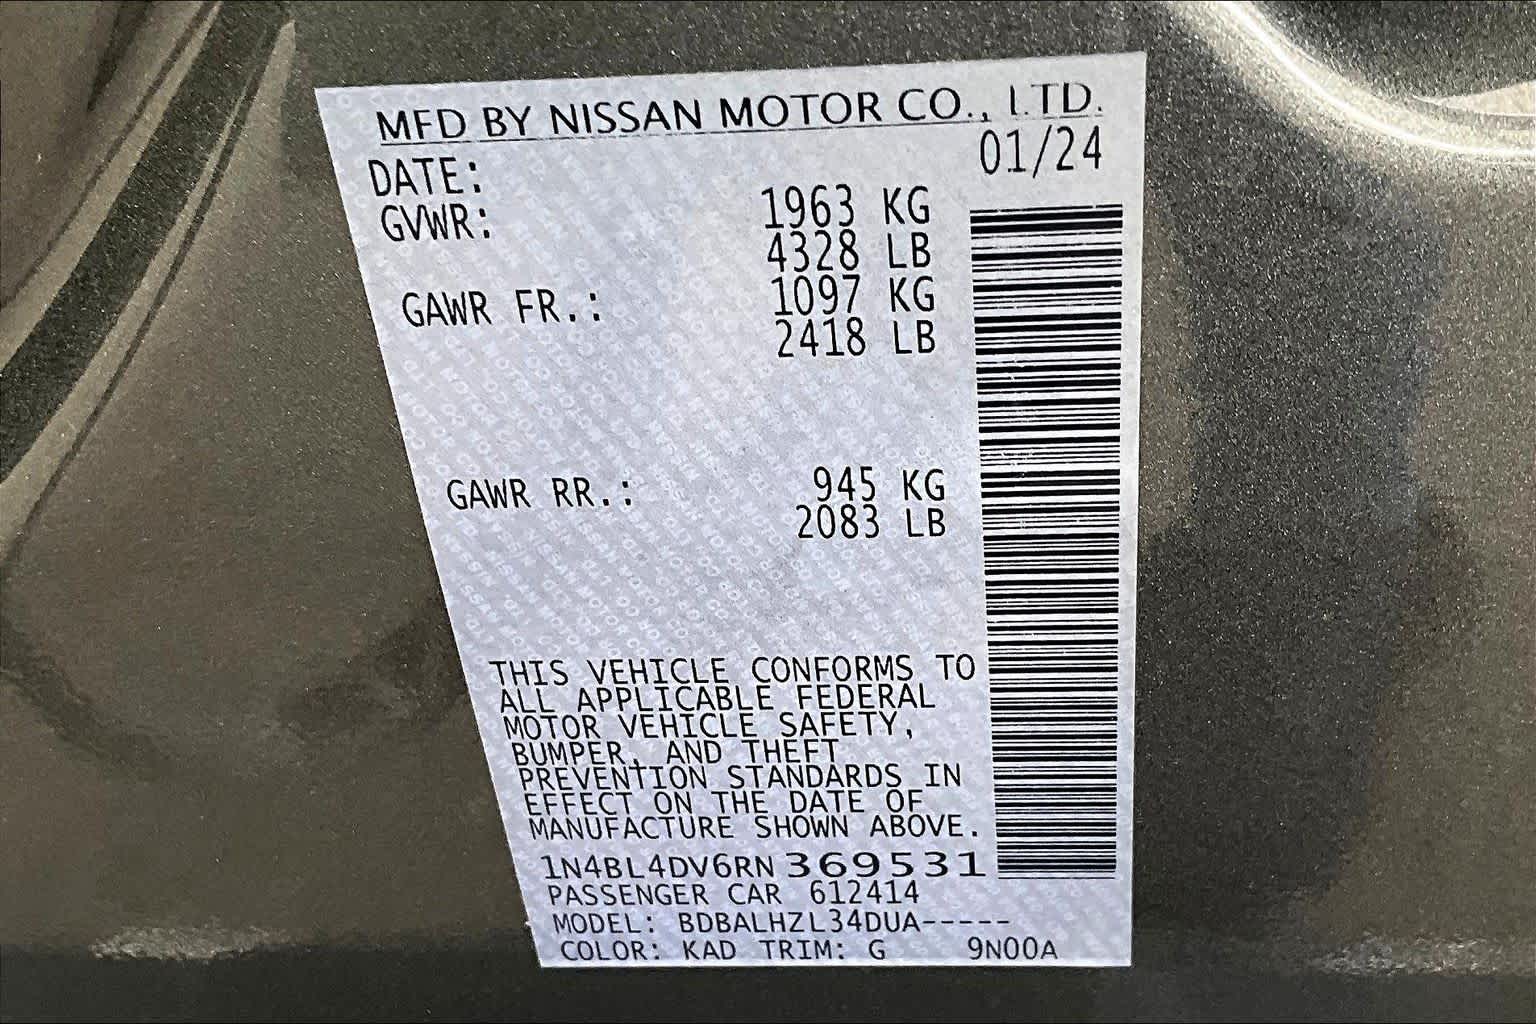 MFD BY NISSAN MOTOR CO., LTD.
DATE: 01/24
GVWR: 1963 KG
4328 LB
GAWR FR.: 1097 KG
2418 LB
GAWR RR.: 945 KG
2083 LB
THIS VEHICLE CONFORMS TO
ALL APPLICABLE FEDERAL
MOTOR VEHICLE SAFETY,
BUMPER, AND THEFT
PREVENTION STANDARDS IN
EFFECT ON THE DATE OF
MANUFACTURE SHOWN ABOVE.
1N4BL4DV6RN369531
PASSENGER CAR 612414
MODEL: BDBALHZL34DUA-----
COLOR: KAD TRIM: G 9N00A